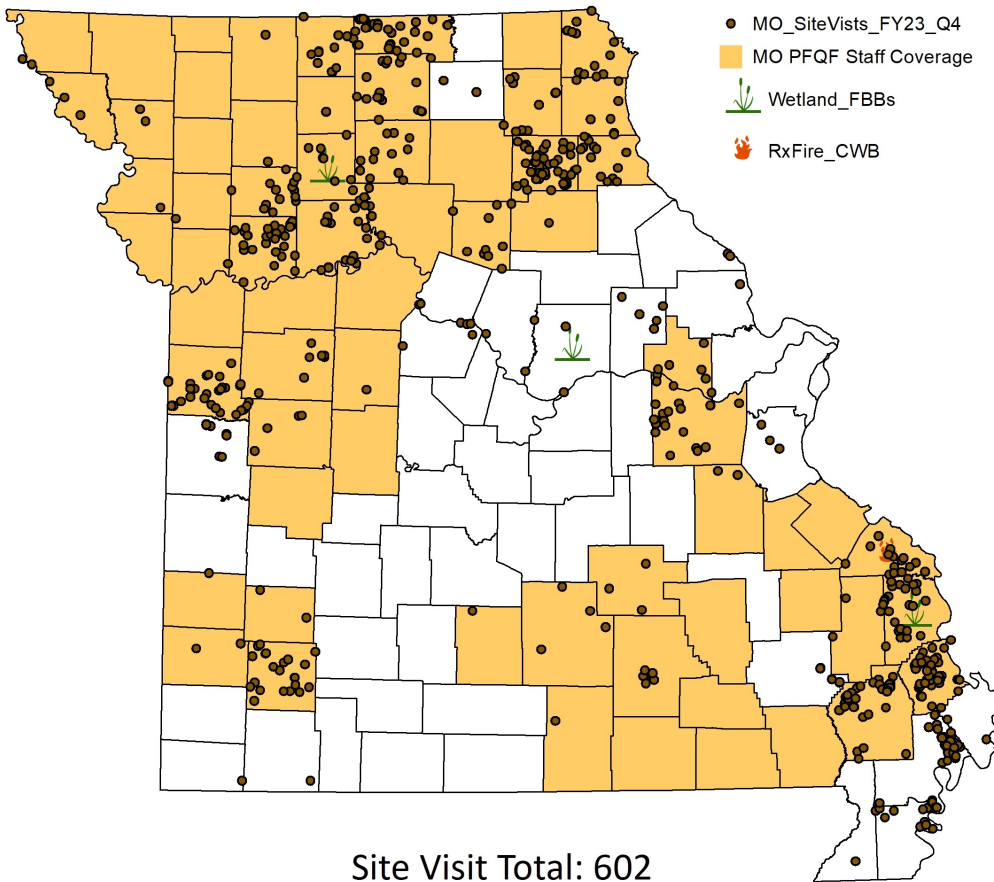 MO_SiteVists_FY23_Q4
MO PFQF Staff Coverage
Wetland_FBBs
RxFire_CWB
Site Visit Total: 602